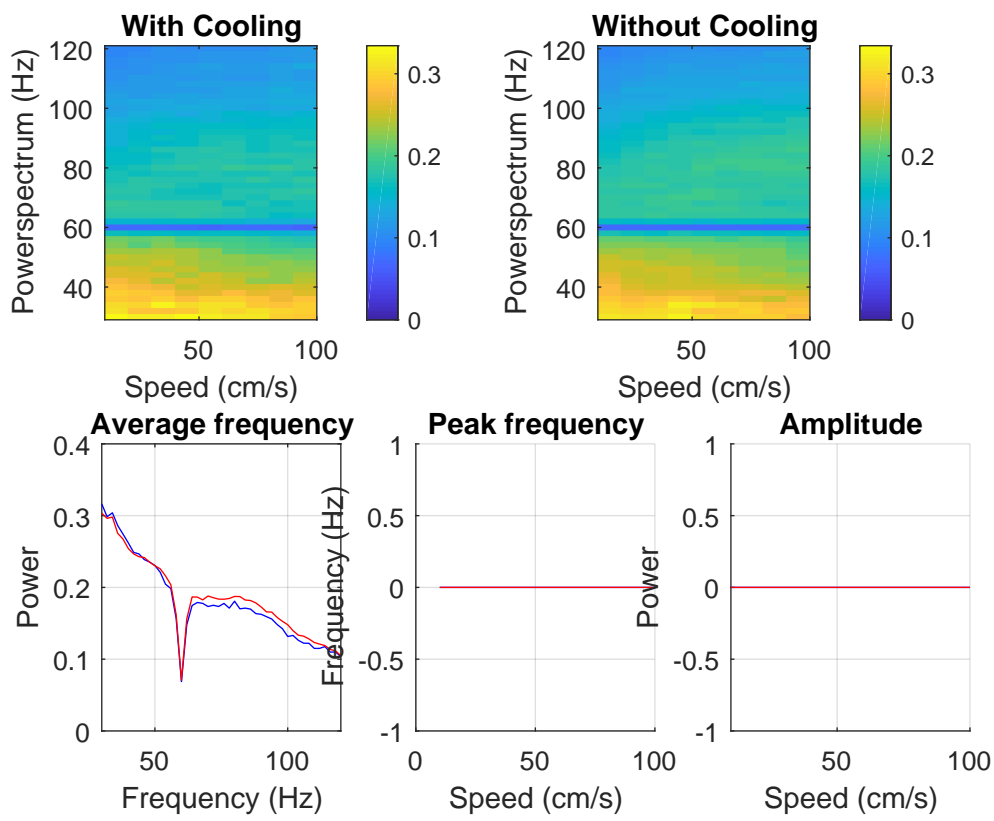 With Cooling
Powerspectrum (Hz)
120
100
80
60
40
50
100
Speed (cm/s)
0.3
0.2
0.1
0
Without Cooling
Powerspectrum (Hz)
120
100
80
60
40
50
100
Speed (cm/s)
0.3
0.2
0.1
0
Average frequency
Power
0.4
0.3
0.2
0.1
0
50
100
Frequency (Hz)
Peak frequency
Frequency (Hz)
1
0.5
0
-0.5
-1
0
50
100
Speed (cm/s)
Amplitude
Power
1
0.5
0
-0.5
-1
50
100
Speed (cm/s)